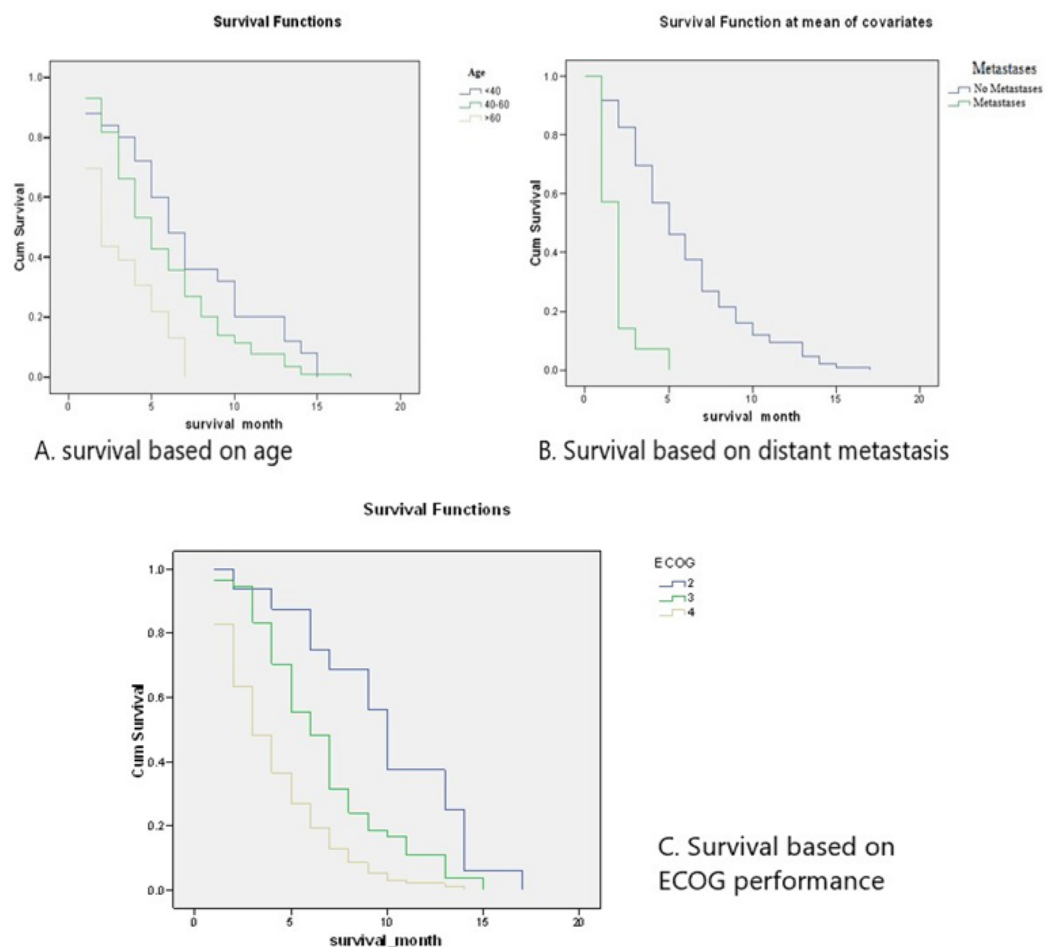 Survival Functions
Survival Function at mean of covariates
Cum Survival
1.0
0.8
0.6
0.4
0.2
0.0
0 5 10 15 20
survival_month
Age
<40
40-60
>60
A. survival based on age
Cum Survival
1.0
0.8
0.6
0.4
0.2
0.0
0 5 10 15 20
survival_month
Metastases
No Metastases
Metastases
B. Survival based on distant metastasis
Survival Functions
Cum Survival
1.0
0.8
0.6
0.4
0.2
0.0
0 5 10 15 20
survival_month
ECOG
2
3
4
C. Survival based on
ECOG performance